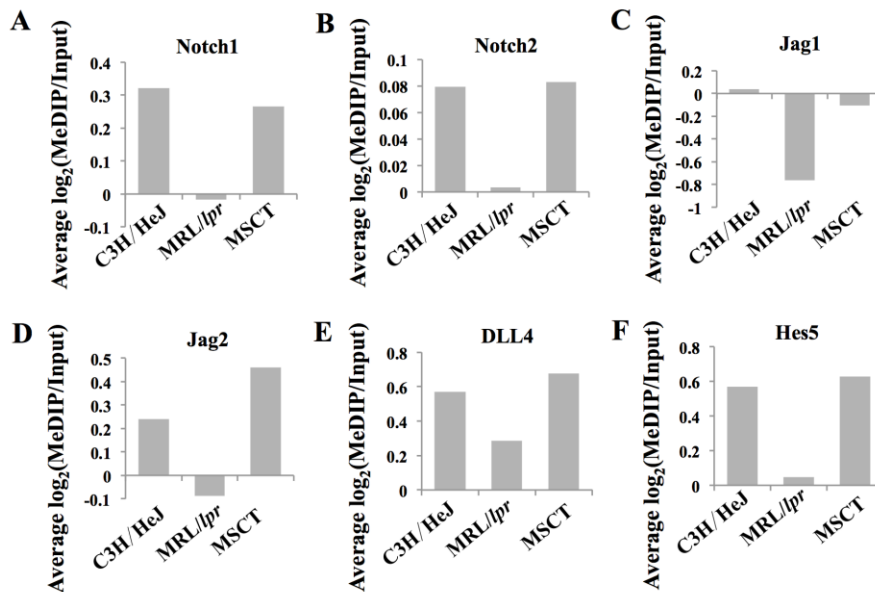 A
Notch1
Average log2(MeDIP/Input)
0.4
0.3
0.2
0.1
0
-0.1
C3H/HeJ
MRL/lpr
MSCT
B
Notch2
Average log2(MeDIP/Input)
0.1
0.08
0.06
0.04
0.02
0
C3H/HeJ
MRL/lpr
MSCT
C
Jag1
Average log2(MeDIP/Input)
0.2
0
-0.2
-0.4
-0.6
-0.8
-1
C3H/HeJ
MRL/lpr
MSCT
D
Jag2
Average log2(MeDIP/Input)
0.5
0.4
0.3
0.2
0.1
0
-0.1
C3H/HeJ
MRL/lpr
MSCT
E
DLL4
Average log2(MeDIP/Input)
0.8
0.6
0.4
0.2
0
C3H/HeJ
MRL/lpr
MSCT
F
Hes5
Average log2(MeDIP/Input)
0.8
0.6
0.4
0.2
0
C3H/HeJ
MRL/lpr
MSCT